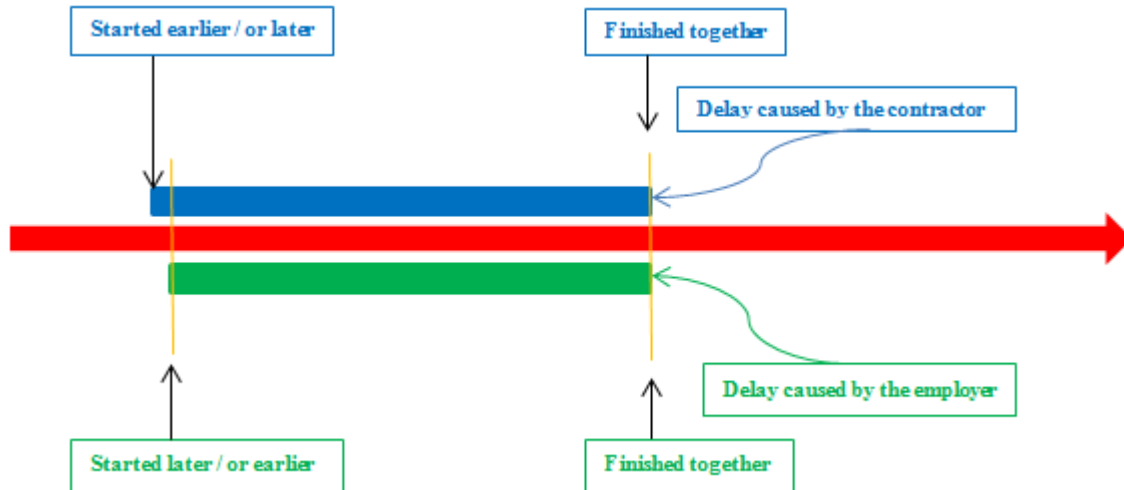 Started earlier / or later
Finished together
Delay caused by the contractor
Delay caused by the employer
Started later / or earlier
Finished together